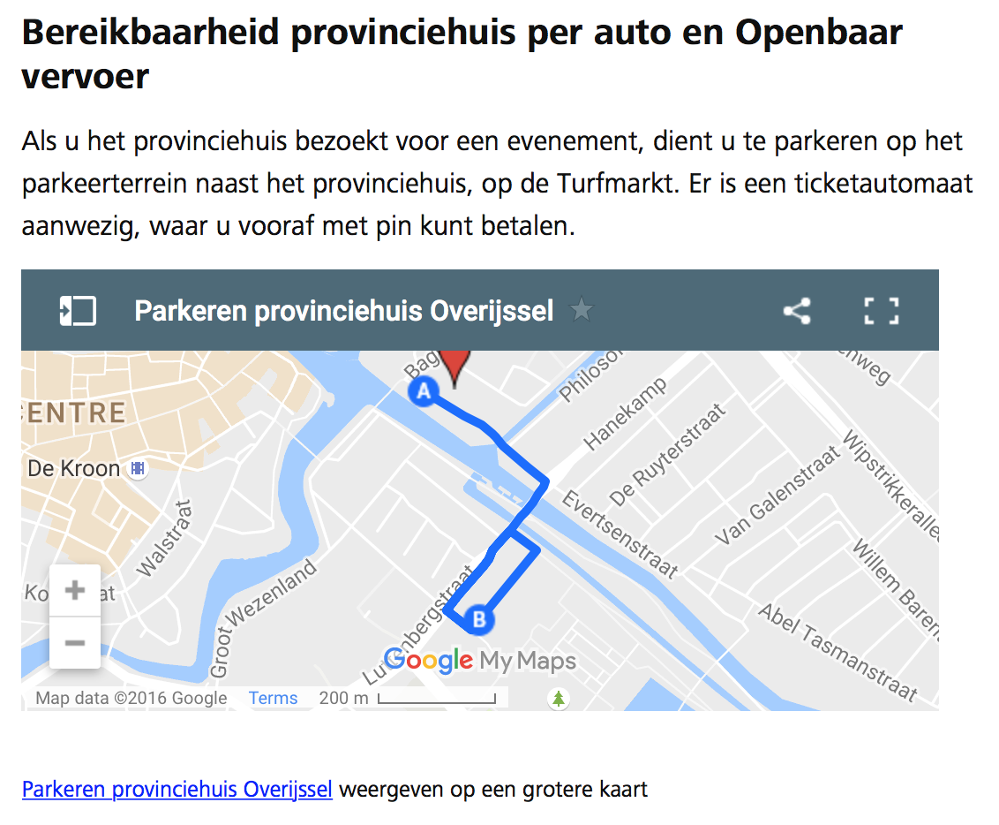 Bereikbaarheid provinciehuis per auto en Openbaar
vervoer
Als u het provinciehuis bezoekt voor een evenement, dient u te parkeren op het
parkeerterrein naast het provinciehuis, op de Turfmarkt. Er is een ticketautomaat
aanwezig, waar u vooraf met pin kunt betalen.
Parkeren provinciehuis Overijssel
Bag
A
Philoso
enweg
Hanekamp
CENTRE
De Ruyterstraat
Wipstrikkeralle
De Kroon
Van Galenstraat
Evertsenstraat
Walstraat
Willem Baren
Groot Wezenland
+
Ko
at
B
Abel Tasmanstraat
−
Google My Maps
Map data ©2016 Google
Terms
200 m
Parkeren provinciehuis Overijssel weergeven op een grotere kaart